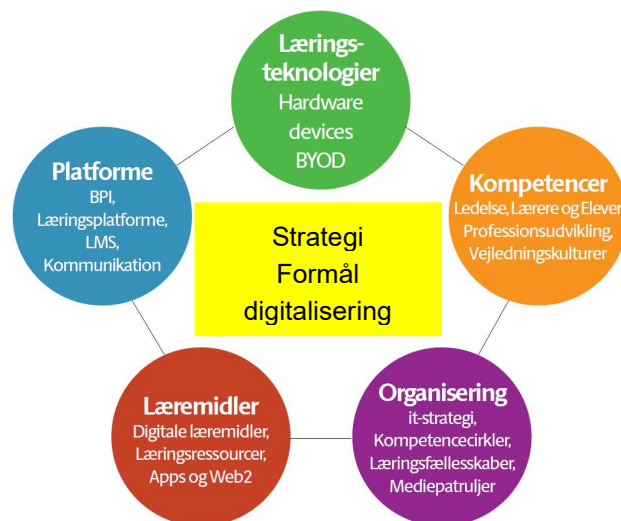 Lærings-
teknologier
Hardware
devices
BYOD
Platforme
BPI,
Læringsplatforme,
LMS,
Kommunikation
Kompetencer
Ledelse, Lærere og Elever
Professionsudvikling,
Vejledningskulturer
Strategi
Formål
digitalisering
Læremidler
Digitale læremidler,
Læringsressourcer,
Apps og Web2
Organisering
it-strategi,
Kompetencecirkler,
Læringsfællesskaber,
Mediepatruljer